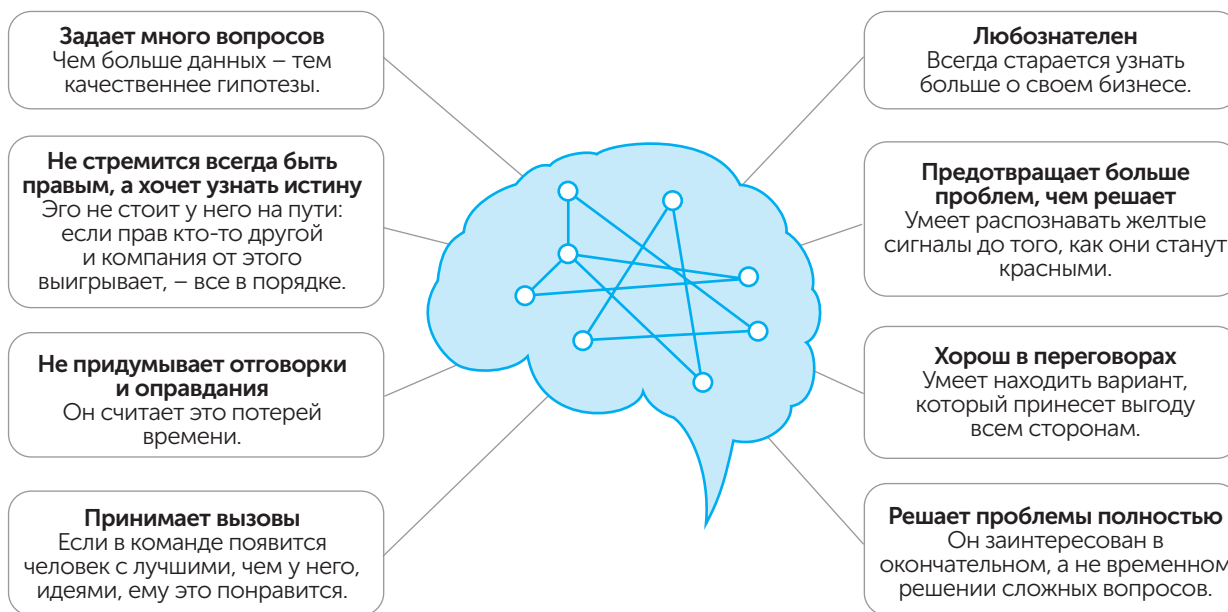 Задает много вопросов
Чем больше данных – тем
качественнее гипотезы.
Не стремится всегда быть
правым, а хочет узнать истину
Эго не стоит у него на пути:
если прав кто-то другой
и компания от этого
выигрывает, – все в порядке.
Не придумывает отговорки
и оправдания
Он считает это потерей
времени.
Принимает вызовы
Если в команде появится
человек с лучшими, чем у него,
идеями, ему это понравится.
Любознателен
Всегда старается узнать
больше о своем бизнесе.
Предотвращает больше
проблем, чем решает
Умеет распознавать желтые
сигналы до того, как они станут
красными.
Хорош в переговорах
Умеет находить вариант,
который принесет выгоду
всем сторонам.
Решает проблемы полностью
Он заинтересован в
окончательном, а не временном
решении сложных вопросов.